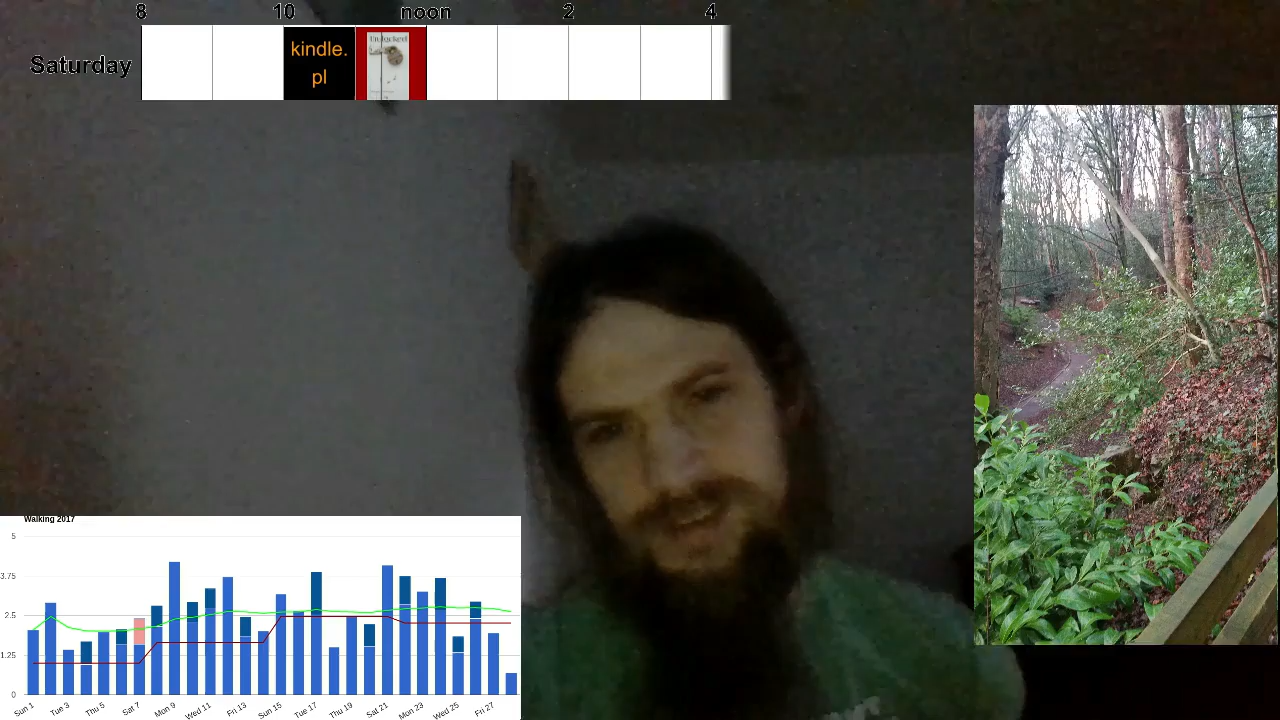 8 10 noon 2 4
Saturday
kindle.
pl
Unlocked
Walking 2017
5
3.75
2.5
1.25
0
Sun 1 Tue 3 Thu 5 Sat 7 Mon 9 Wed 11 Fri 13 Sun 15 Tue 17 Thu 19 Sat 21 Mon 23 Wed 25 Fri 27